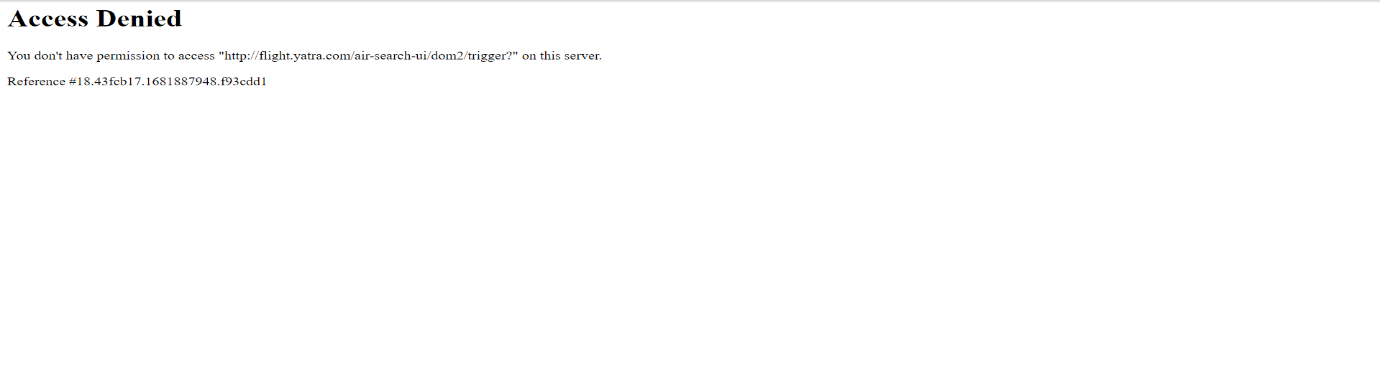 Access Denied
You don't have permission to access "http://flight.yatra.com/air-search-ui/dom2/trigger?" on this server.
Reference #18.43fcb17.1681887948.f93cdd1